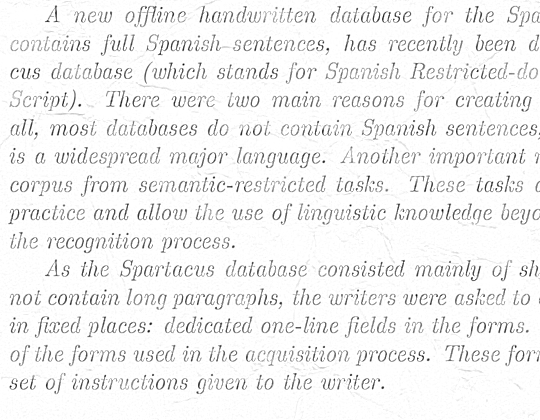 A new offline handwritten database for the Spa
contains full Spanish sentences, has recently been d
cus database (which stands for Spanish Restricted-do
Script). There were two main reasons for creating
all, most databases do not contain Spanish sentences,
is a widespread major language. Another important r
corpus from semantic-restricted tasks. These tasks a
practice and allow the use of linguistic knowledge beyo
the recognition process.
As the Spartacus database consisted mainly of sh
not contain long paragraphs, the writers were asked to c
in fixed places: dedicated one-line fields in the forms.
of the forms used in the acquisition process. These for
set of instructions given to the writer.